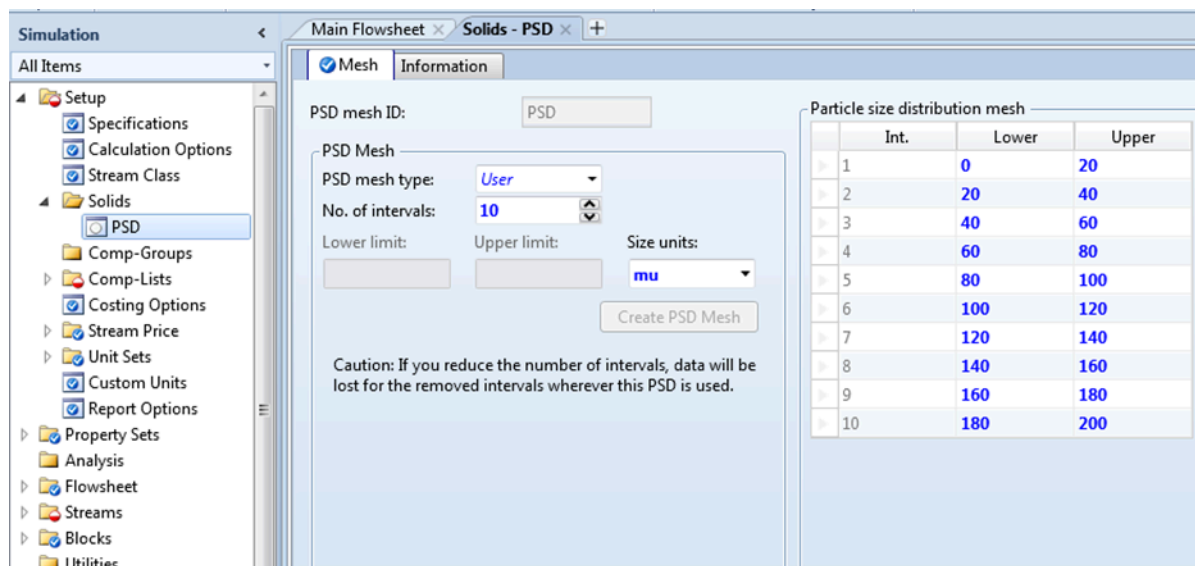 Simulation
All Items
Setup
Specifications
Calculation Options
Stream Class
Solids
PSD
Comp-Groups
Comp-Lists
Costing Options
Stream Price
Unit Sets
Custom Units
Report Options
Property Sets
Analysis
Flowsheet
Streams
Blocks
Utilities
Main Flowsheet Solids - PSD
Mesh Information
PSD mesh ID: PSD
PSD Mesh
PSD mesh type: User
No. of intervals: 10
Lower limit: Upper limit: Size units:
mu
Create PSD Mesh
Caution: If you reduce the number of intervals, data will be
lost for the removed intervals wherever this PSD is used.
Particle size distribution mesh
Int. Lower Upper
1 0 20
2 20 40
3 40 60
4 60 80
5 80 100
6 100 120
7 120 140
8 140 160
9 160 180
10 180 200